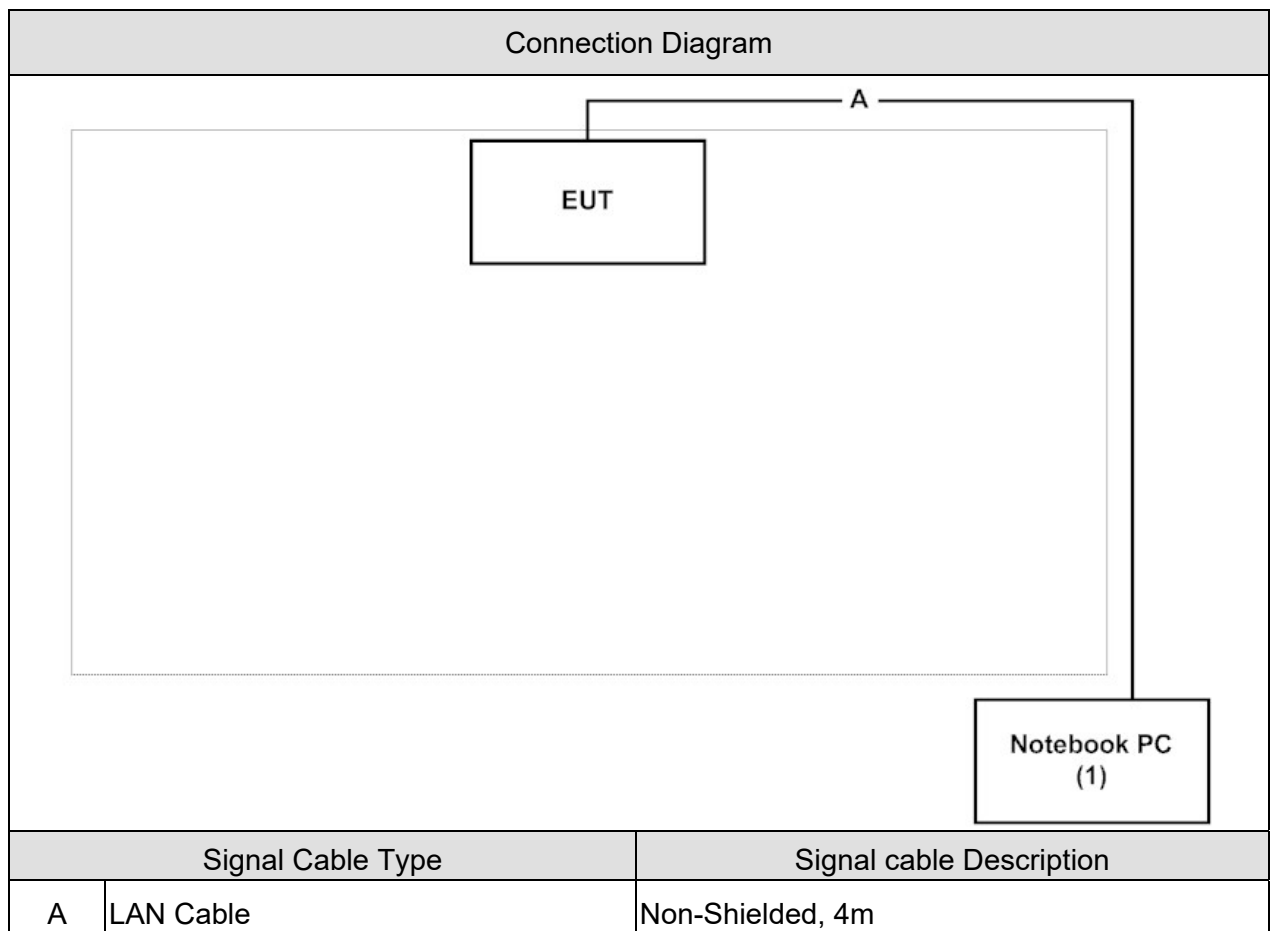 Connection Diagram
A
EUT
Notebook PC
(1)
Signal Cable Type Signal cable Description
A LAN Cable Non-Shielded, 4m